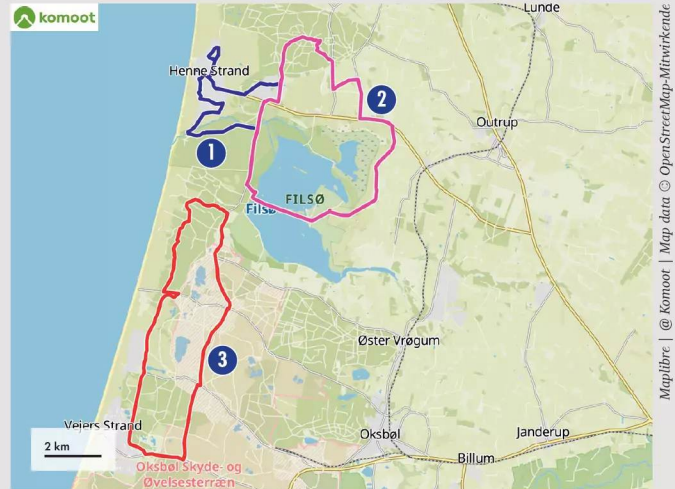 komoot
Lunde
Henne Strand
2
Outrup
1
FILSØ
Filsø
Øster Vrøgum
3
Vejers Strand
2 km
Oksbøl
Janderup
Billum
Oksbøl Skyde- og
Øvelsesterræn
Maplibre | @ Komoot | Map data © OpenStreetMap-Mitwirkende